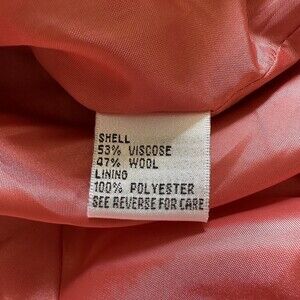 SHELL
53% VISCOSE
47% WOOL
LINING
100% POLYESTER
SEE REVERSE FOR CARE